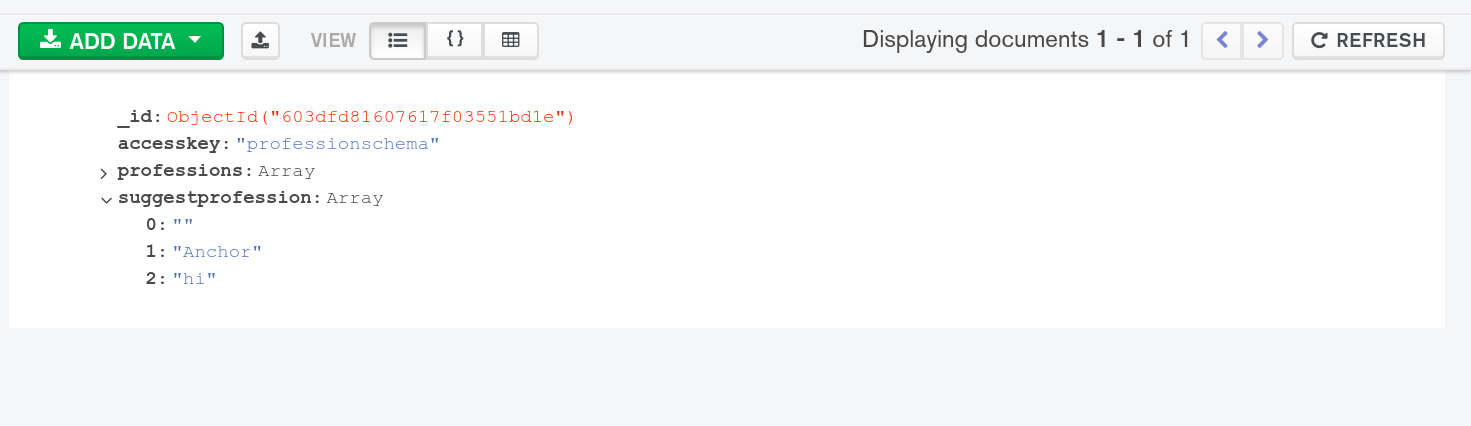 ADD DATA VIEW { } Displaying documents 1 - 1 of 1 REFRESH
_id: ObjectId("603dfd81607617f03551bd1e")
accesskey: "professionschema"
professions: Array
suggestprofession: Array
0: ""
1: "Anchor"
2: "hi"